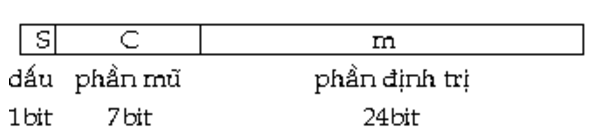 S C m
dấu phần mũ phần định trị
1bit 7bit 24bit